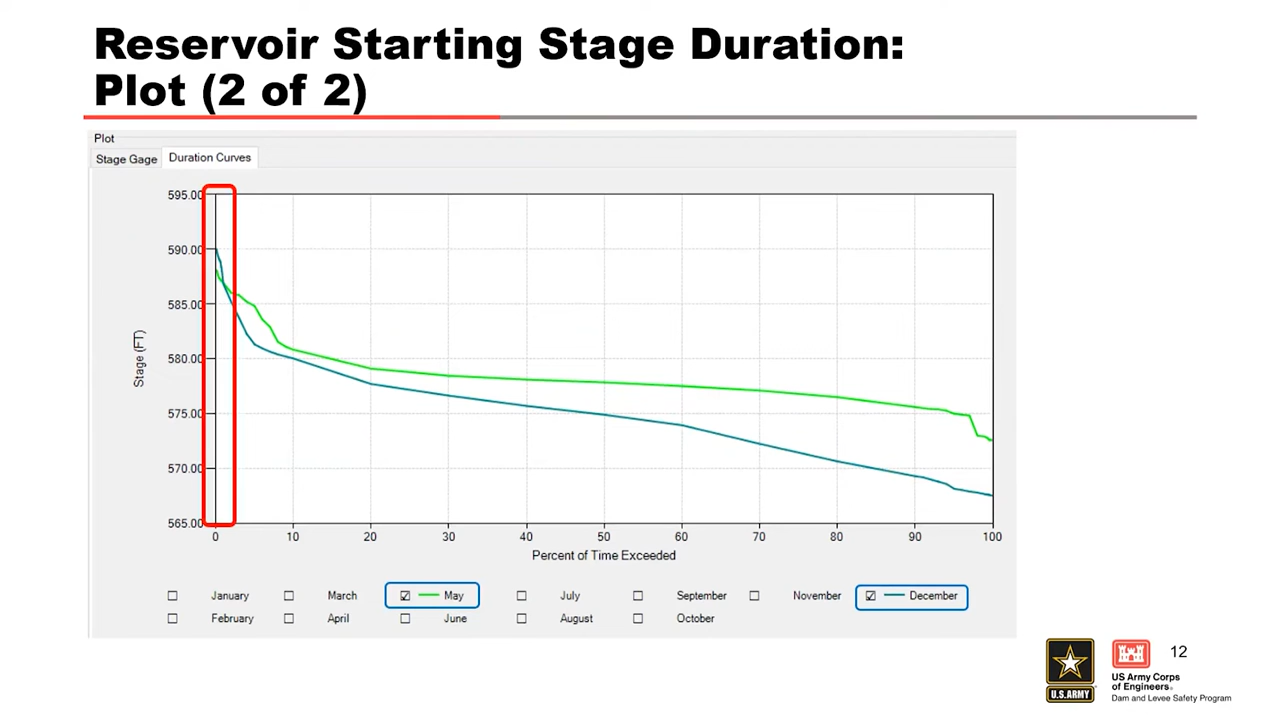 Reservoir Starting Stage Duration:
Plot (2 of 2)
Plot
Stage Gage Duration Curves
595.00
590.00
585.00
580.00
575.00
570.00
565.00
Stage (FT)
0 10 20 30 40 50 60 70 80 90 100
Percent of Time Exceeded
January March May July September November December
February April June August October
12
U.S. ARMY
US Army Corps
of Engineers®
Dam and Levee Safety Program